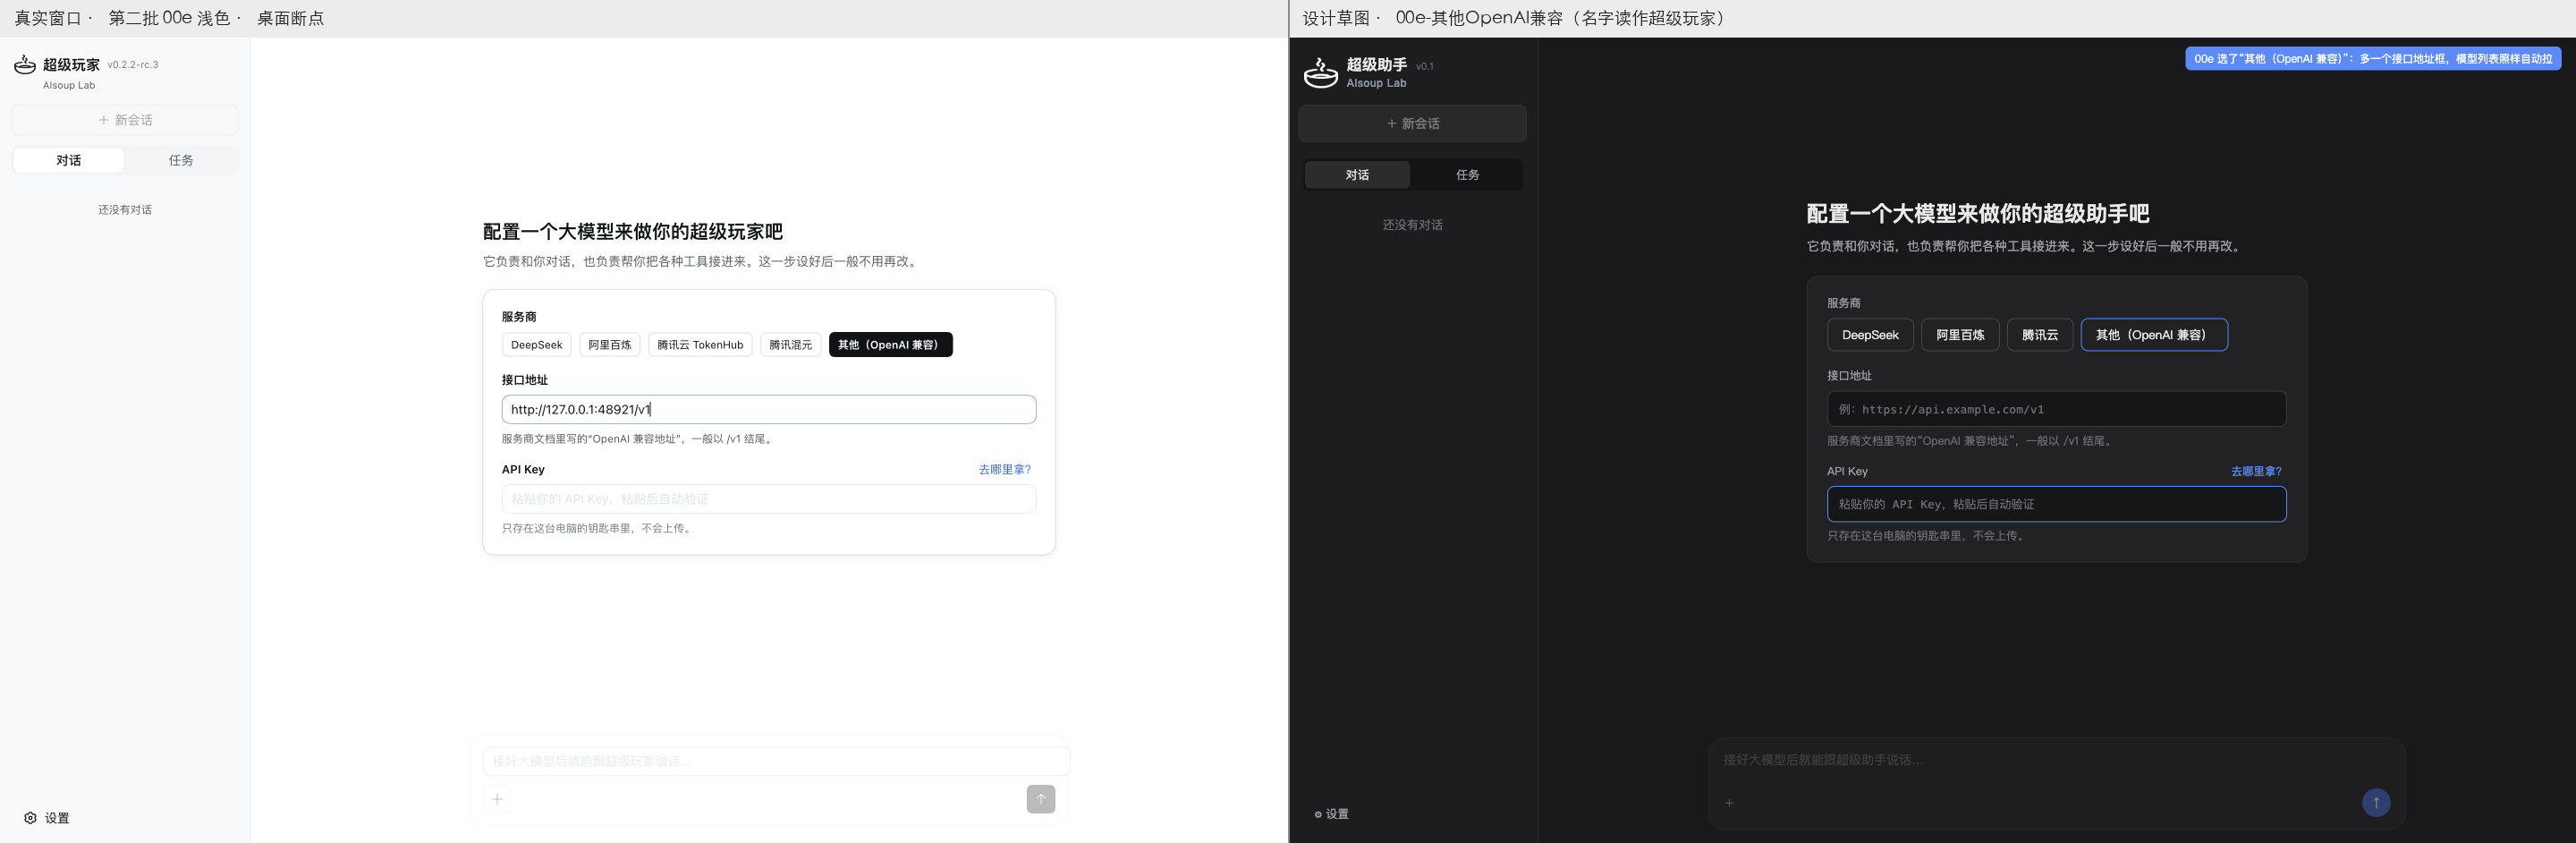 真实窗口 · 第二批 00e 浅色 · 桌面断点
超级玩家 v0.2.2-rc.3
AIsoup Lab
+ 新会话
对话 任务
还没有对话
配置一个大模型来做你的超级玩家吧
它负责和你对话，也负责帮你把各种工具接进来。这一步设好后一般不用再改。
服务商
DeepSeek 阿里百炼 腾讯云 TokenHub 腾讯混元 其他（OpenAI 兼容）
接口地址
http://127.0.0.1:48921/v1
服务商文档里写的“OpenAI 兼容地址”，一般以 /v1 结尾。
API Key 去哪里拿?
粘贴你的 API Key，粘贴后自动验证
只存在这台电脑的钥匙串里，不会上传。
接好大模型后就能跟超级玩家说话...
设置
设计草图 · 00e-其他OpenAI兼容（名字读作超级玩家）
00e 选了“其他（OpenAI 兼容）”：多一个接口地址框，模型列表照样自动拉
超级助手 v0.1
AIsoup Lab
+ 新会话
对话 任务
还没有对话
配置一个大模型来做你的超级助手吧
它负责和你对话，也负责帮你把各种工具接进来。这一步设好后一般不用再改。
服务商
DeepSeek 阿里百炼 腾讯云 其他（OpenAI 兼容）
接口地址
例：https://api.example.com/v1
服务商文档里写的“OpenAI 兼容地址”，一般以 /v1 结尾。
API Key 去哪里拿?
粘贴你的 API Key，粘贴后自动验证
只存在这台电脑的钥匙串里，不会上传。
接好大模型后就能跟超级助手说话...
设置